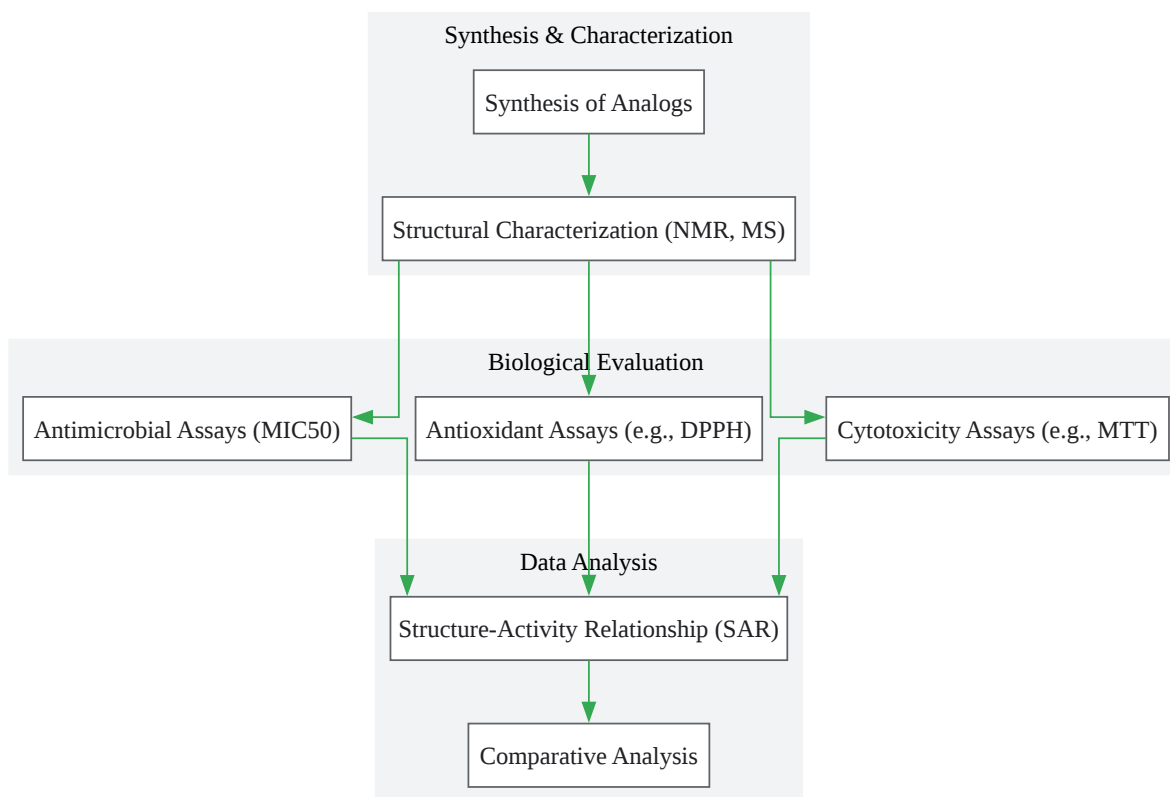 Synthesis & Characterization
Synthesis of Analogs
Structural Characterization (NMR, MS)
Biological Evaluation
Antimicrobial Assays (MIC50)
Antioxidant Assays (e.g., DPPH)
Cytotoxicity Assays (e.g., MTT)
Data Analysis
Structure-Activity Relationship (SAR)
Comparative Analysis